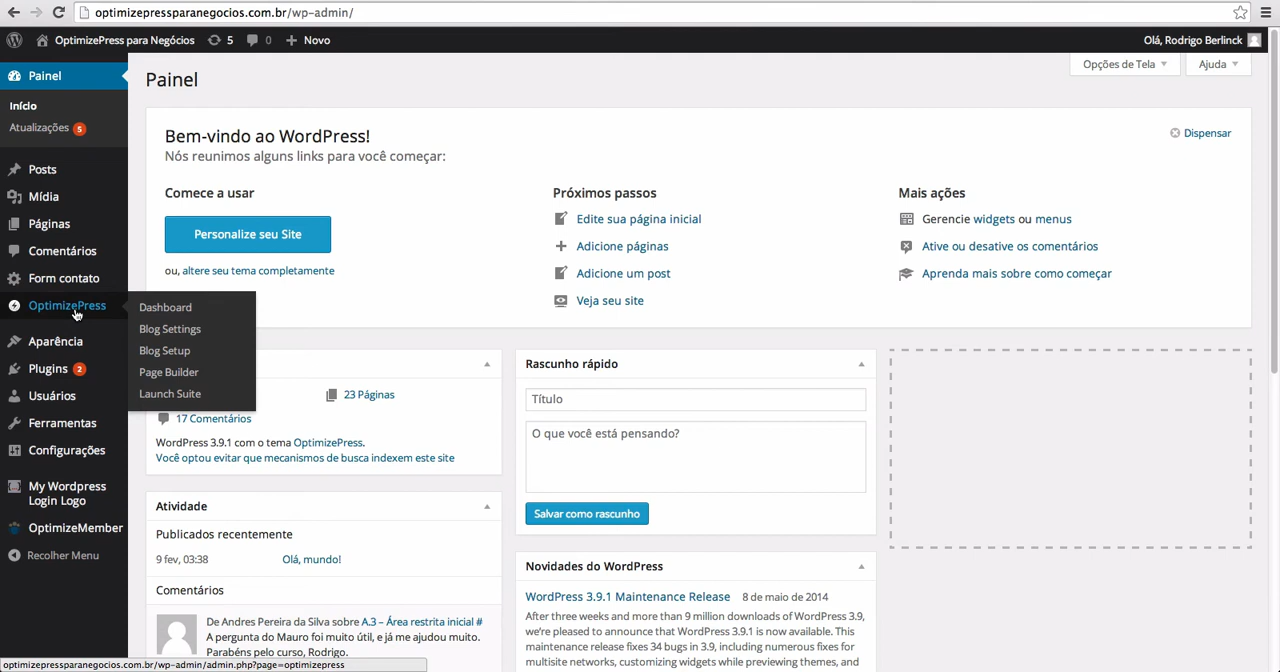 optimizepressparanegocios.com.br/wp-admin/
OptimizePress para Negócios 5 0 Novo
Olá, Rodrigo Berlinck
Painel
Início
Atualizações 5
Posts
Mídia
Páginas
Comentários
Form contato
OptimizePress
Aparência
Plugins 2
Usuários
Ferramentas
Configurações
My Wordpress
Login Logo
OptimizeMember
Recolher Menu
Dashboard
Blog Settings
Blog Setup
Page Builder
Launch Suite
Painel
Opções de Tela
Ajuda
Bem-vindo ao WordPress!
Nós reunimos alguns links para você começar:
Dispensar
Comece a usar
Personalize seu Site
ou, altere seu tema completamente
Próximos passos
Edite sua página inicial
Adicione páginas
Adicione um post
Veja seu site
Mais ações
Gerencie widgets ou menus
Ative ou desative os comentários
Aprenda mais sobre como começar
23 Páginas
17 Comentários
WordPress 3.9.1 com o tema OptimizePress.
Você optou evitar que mecanismos de busca indexem este site
Atividade
Publicados recentemente
9 fev, 03:38 Olá, mundo!
Comentários
De Andres Pereira da Silva sobre A.3 – Área restrita inicial #
A pergunta do Mauro foi muito útil, e já me ajudou muito.
Parabéns pelo curso, Rodrigo.
Rascunho rápido
Título
O que você está pensando?
Salvar como rascunho
Novidades do WordPress
WordPress 3.9.1 Maintenance Release 8 de maio de 2014
After three weeks and more than 9 million downloads of WordPress 3.9,
we're pleased to announce that WordPress 3.9.1 is now available. This
maintenance release fixes 34 bugs in 3.9, including numerous fixes for
multisite networks, customizing widgets while previewing themes, and
optimizepressparanegocios.com.br/wp-admin/admin.php?page=optimizepress